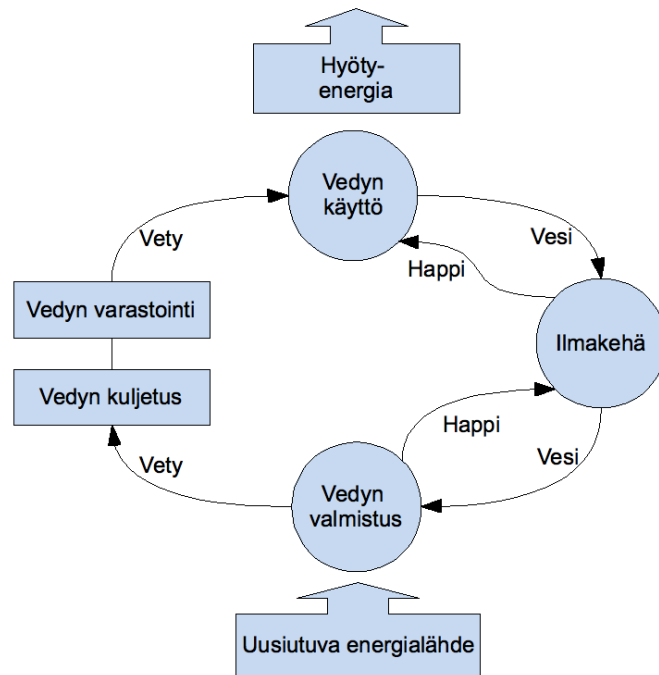 Hyöty-
energia
Vedyn
käyttö
Vety
Vesi
Happi
Vedyn varastointi
Ilmakehä
Vedyn kuljetus
Happi
Vety
Vesi
Vedyn
valmistus
Uusiutuva energialähde